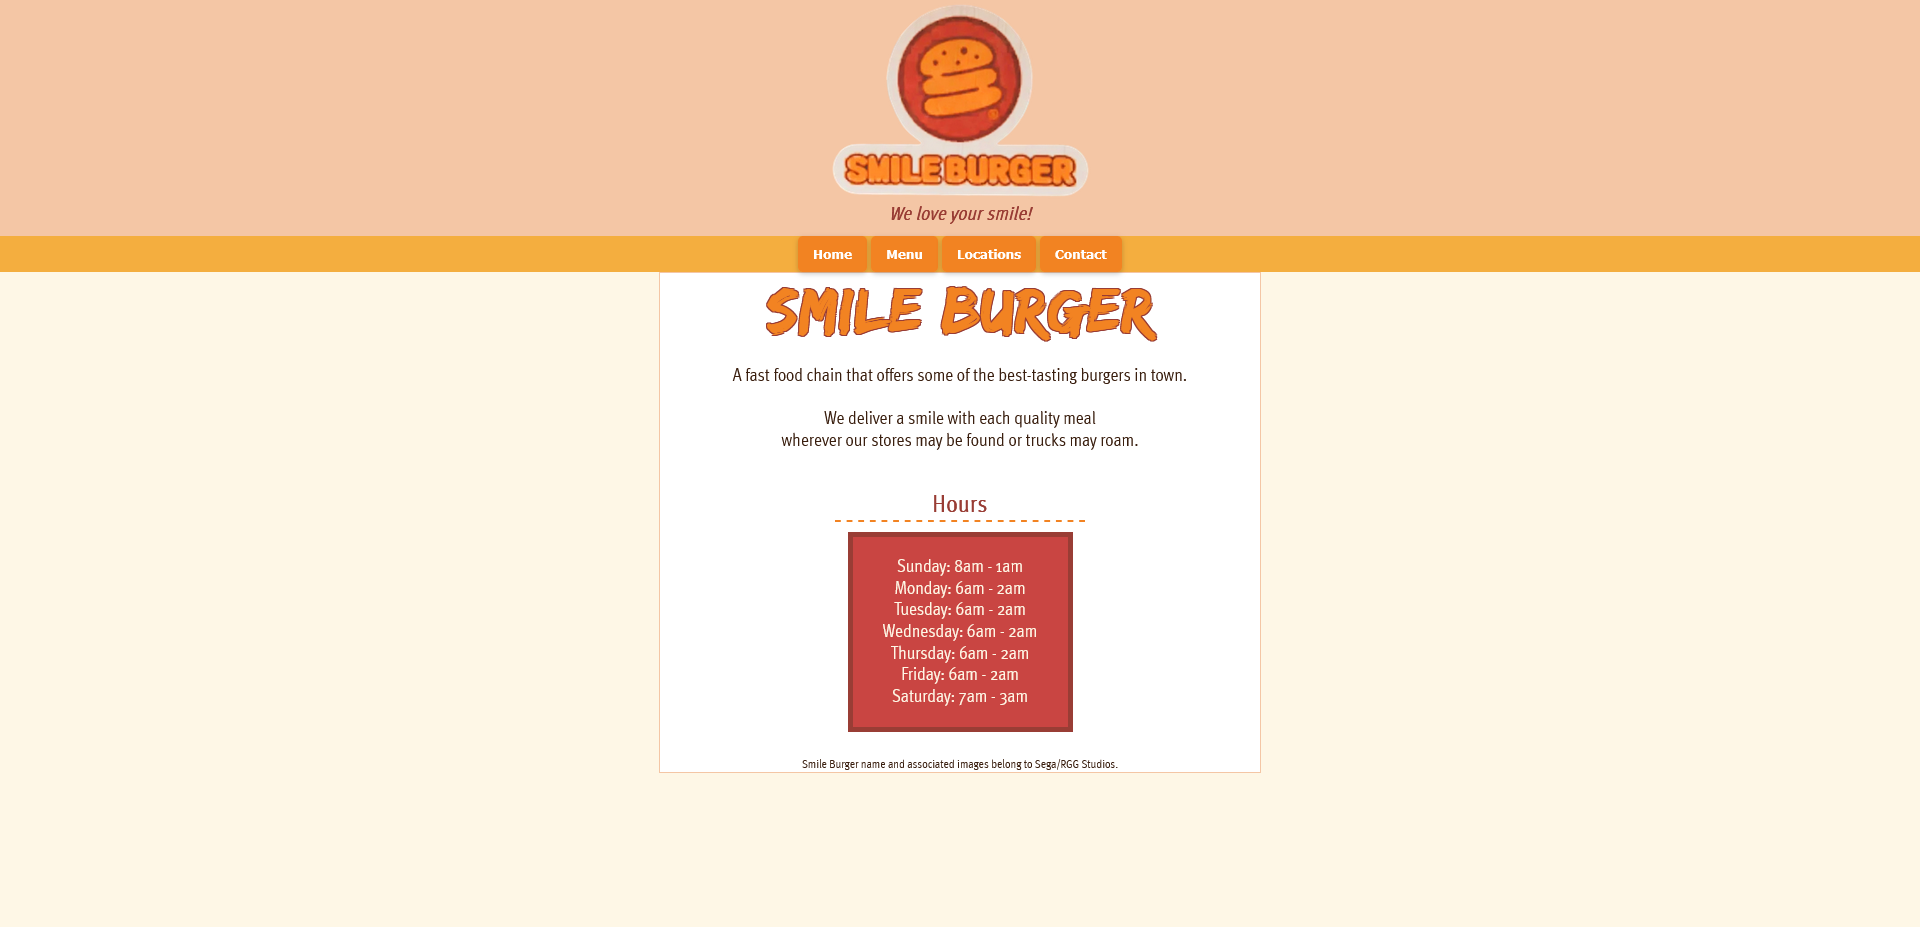 SMILE BURGER
We love your smile!
Home Menu Locations Contact
SMILE BURGER
A fast food chain that offers some of the best-tasting burgers in town.
We deliver a smile with each quality meal
wherever our stores may be found or trucks may roam.
Hours
Sunday: 8am - 1am
Monday: 6am - 2am
Tuesday: 6am - 2am
Wednesday: 6am - 2am
Thursday: 6am - 2am
Friday: 6am - 2am
Saturday: 7am - 3am
Smile Burger name and associated images belong to Sega/RGG Studios.